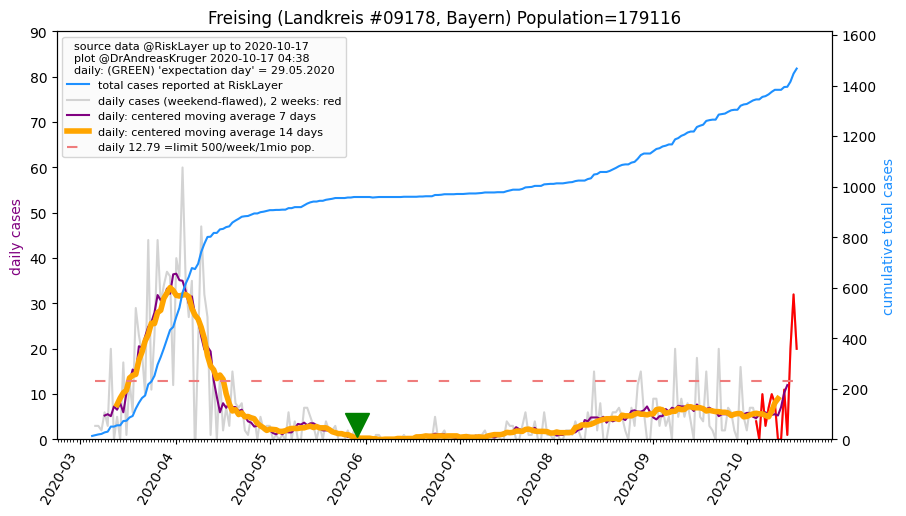 Freising (Landkreis #09178, Bayern) Population=179116
source data @RiskLayer up to 2020-10-17
plot @DrAndreasKruger 2020-10-17 04:38
daily: (GREEN) 'expectation day' = 29.05.2020
total cases reported at RiskLayer
daily cases (weekend-flawed), 2 weeks: red
daily: centered moving average 7 days
daily: centered moving average 14 days
daily 12.79 =limit 500/week/1mio pop.
daily cases
90
80
70
60
50
40
30
20
10
0
cumulative total cases
1600
1400
1200
1000
800
600
400
200
0
2020-03
2020-04
2020-05
2020-06
2020-07
2020-08
2020-09
2020-10